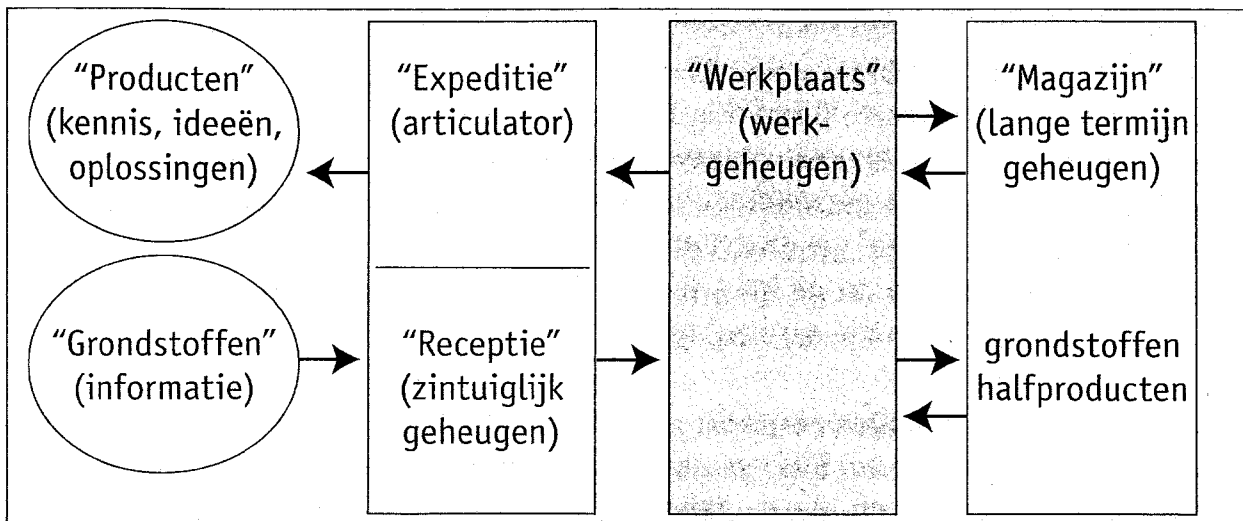 “Producten”
(kennis, ideeën,
oplossingen)
“Expeditie”
(articulator)
“Werkplaats”
(werk-
geheugen)
“Magazijn”
(lange termijn
geheugen)
“Grondstoffen”
(informatie)
“Receptie”
(zintuiglijk
geheugen)
grondstoffen
halfproducten